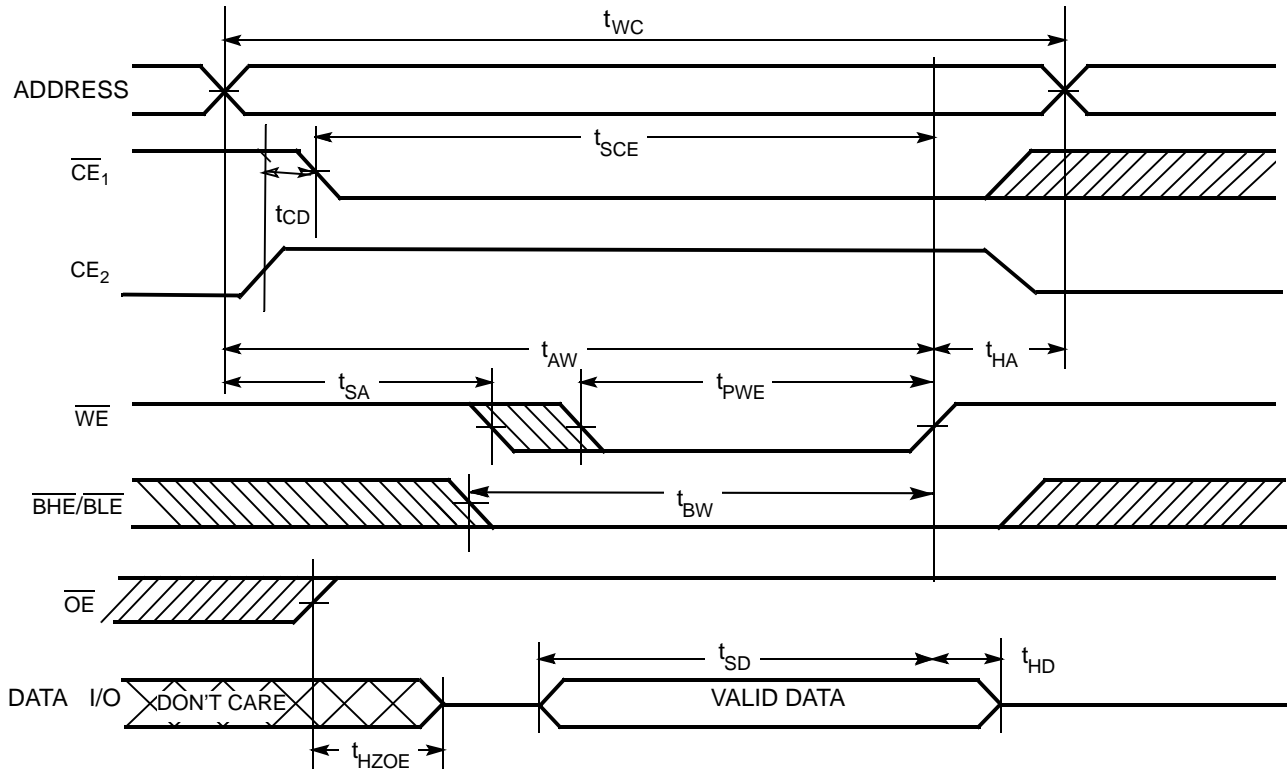 tWC
ADDRESS
tSCE
CE1
tCD
CE2
tAW
tHA
tSA
tPWE
WE
BHE/BLE
tBW
OE
tSD
tHD
DATA I/O
DON'T CARE
VALID DATA
tHZOE